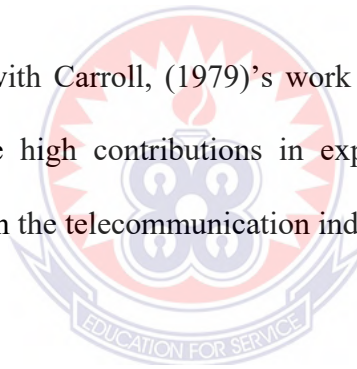 with Carroll, (1979)'s work
high contributions in exp
the telecommunication ind
EDUCATION FOR SERVICE